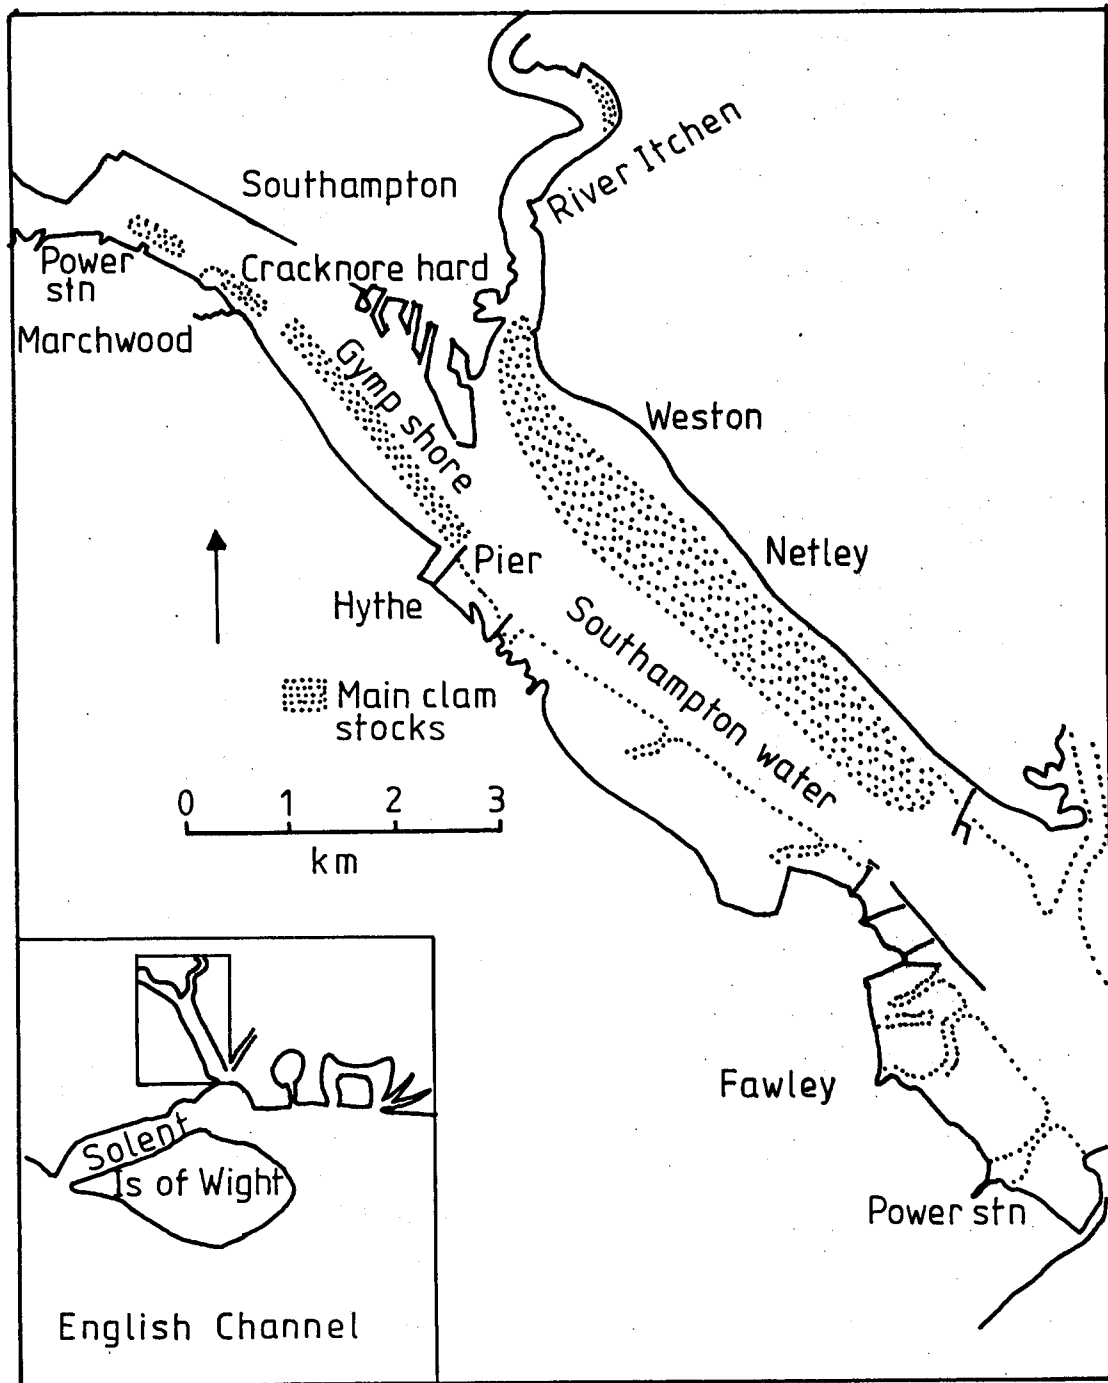 River Itchen
Southampton
Power
stn
Cracknore hard
Marchwood
Gymp shore
Weston
Netley
Pier
Hythe
Southampton water
Main clam
stocks
0 1 2 3
km
Fawley
Power stn
Solent
Is of Wight
English Channel